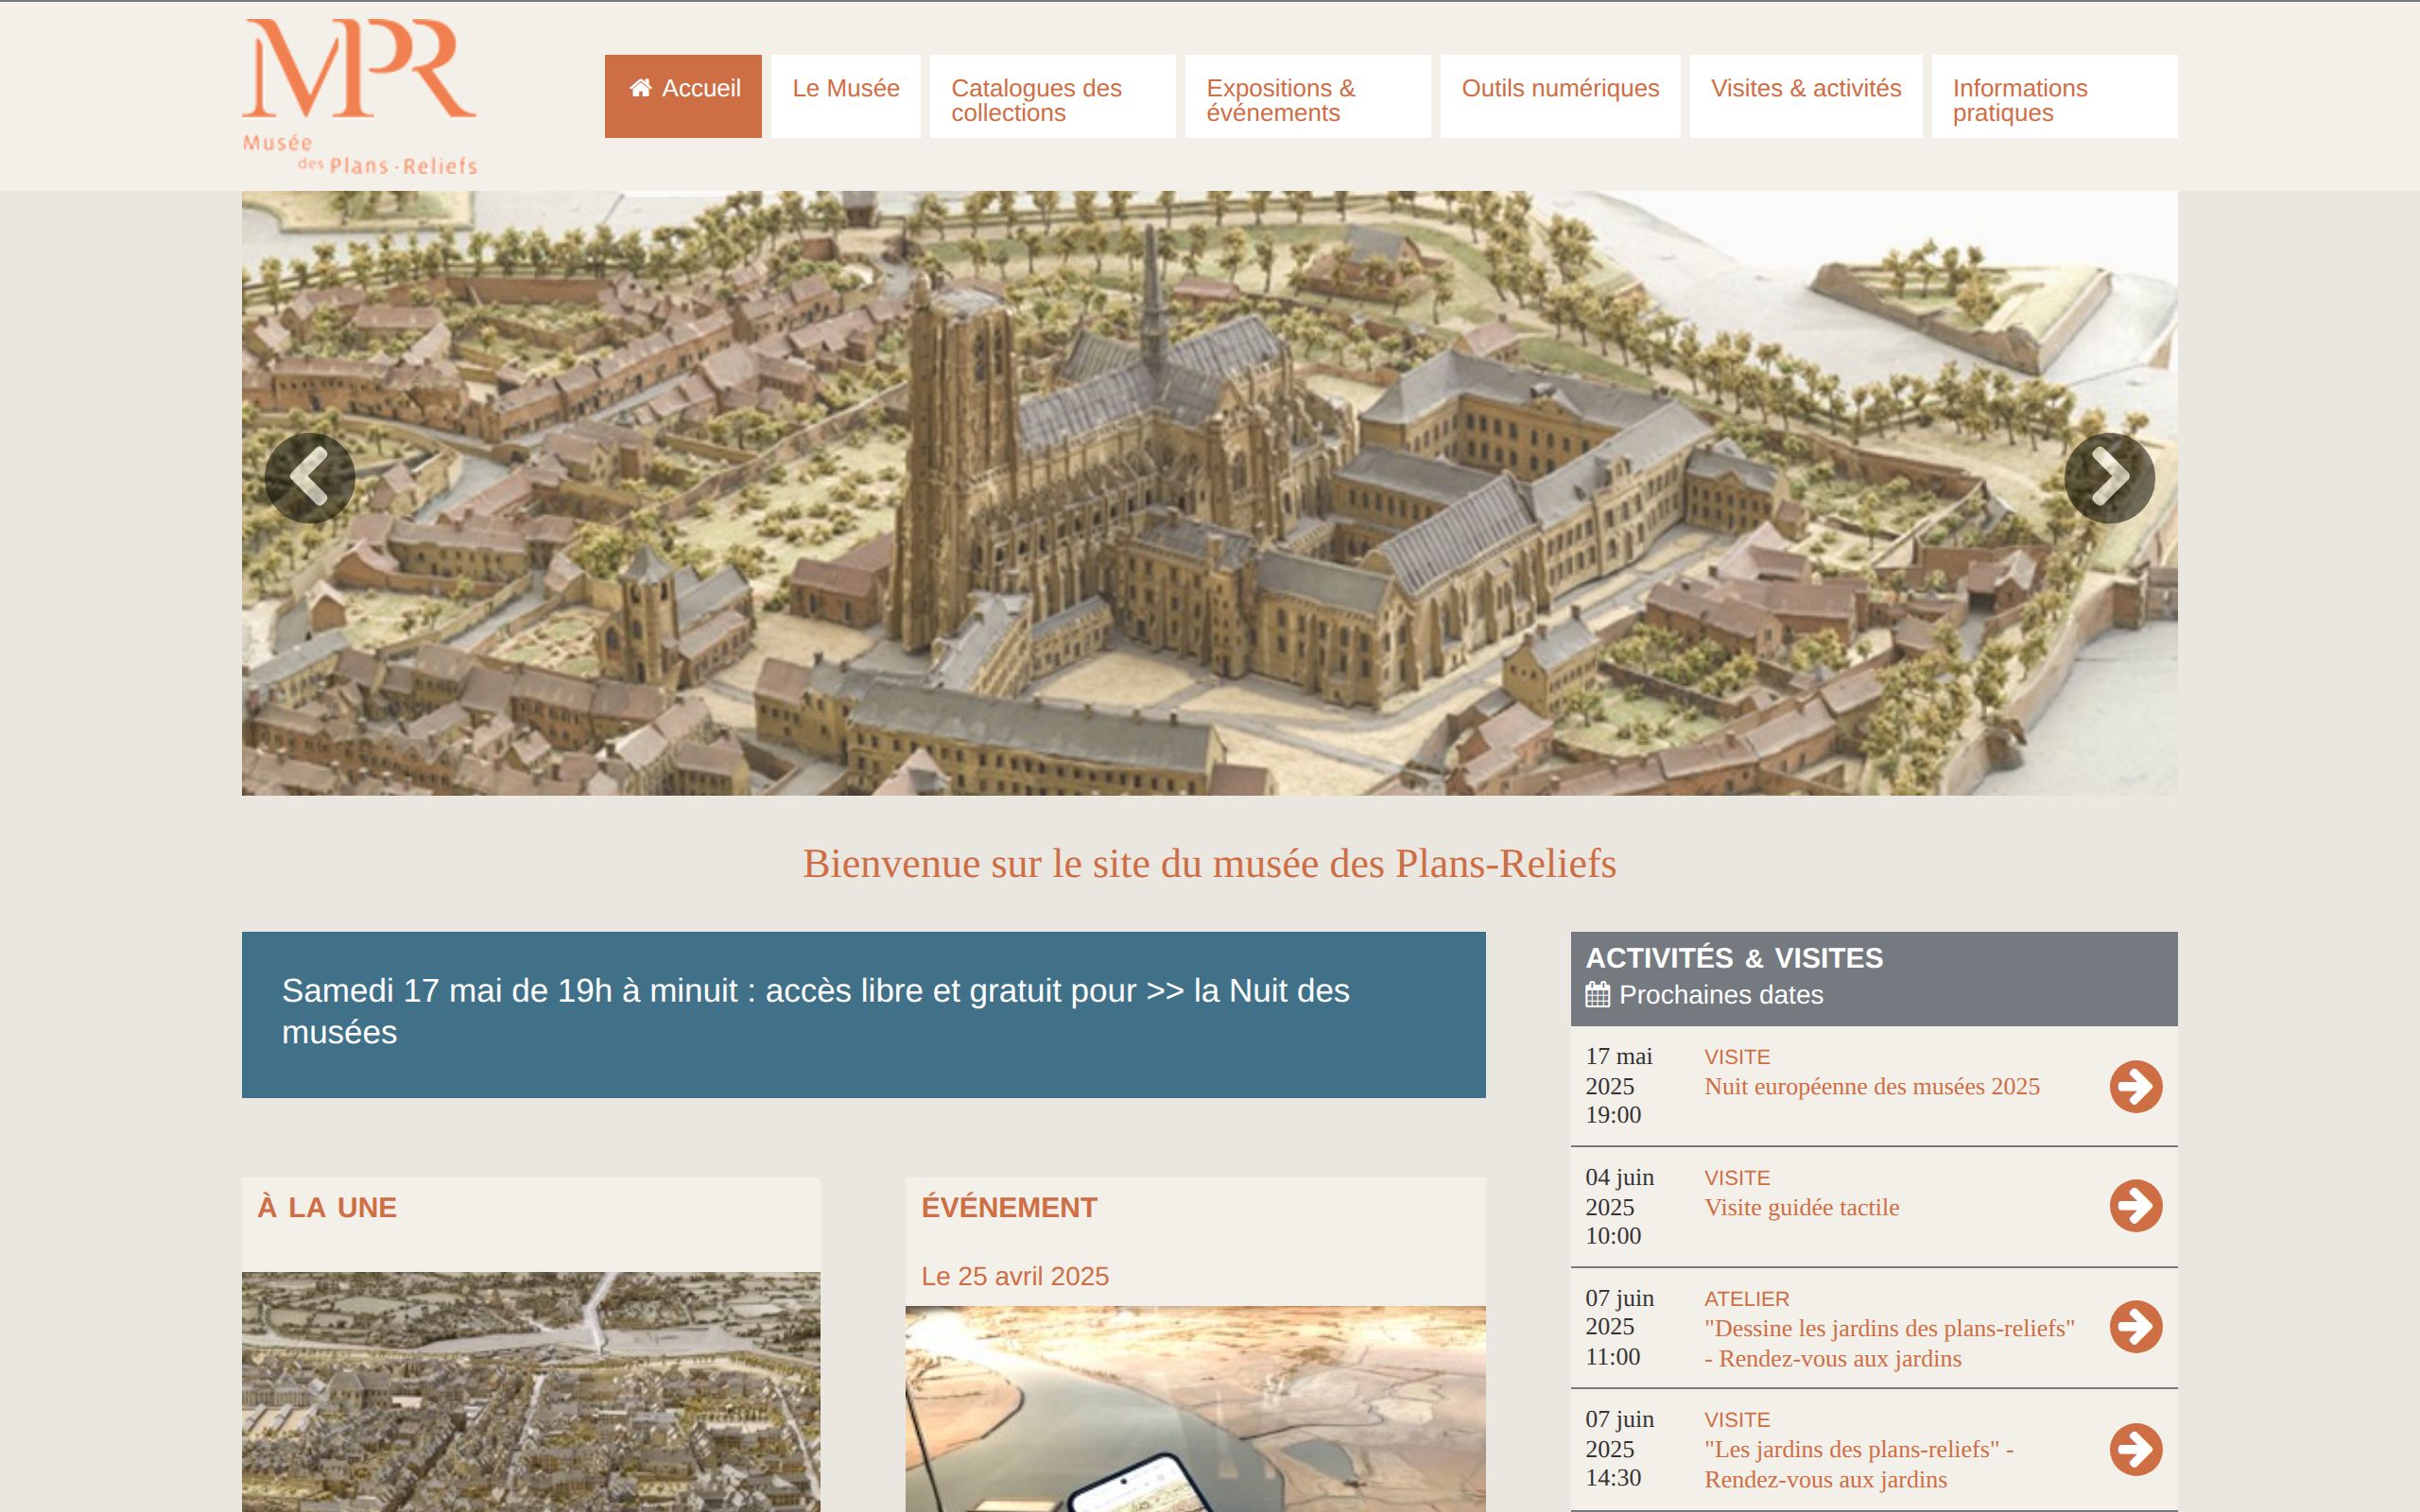 MPR
Musée
des Plans-Reliefs
Accueil
Le Musée
Catalogues des
collections
Expositions &
événements
Outils numériques
Visites & activités
Informations
pratiques
Bienvenue sur le site du musée des Plans-Reliefs
Samedi 17 mai de 19h à minuit : accès libre et gratuit pour >> la Nuit des
musées
À LA UNE
ÉVÉNEMENT
Le 25 avril 2025
ACTIVITÉS & VISITES
Prochaines dates
17 mai
2025
19:00
VISITE
Nuit européenne des musées 2025
04 juin
2025
10:00
VISITE
Visite guidée tactile
07 juin
2025
11:00
ATELIER
"Dessine les jardins des plans-reliefs"
- Rendez-vous aux jardins
07 juin
2025
14:30
VISITE
"Les jardins des plans-reliefs" -
Rendez-vous aux jardins